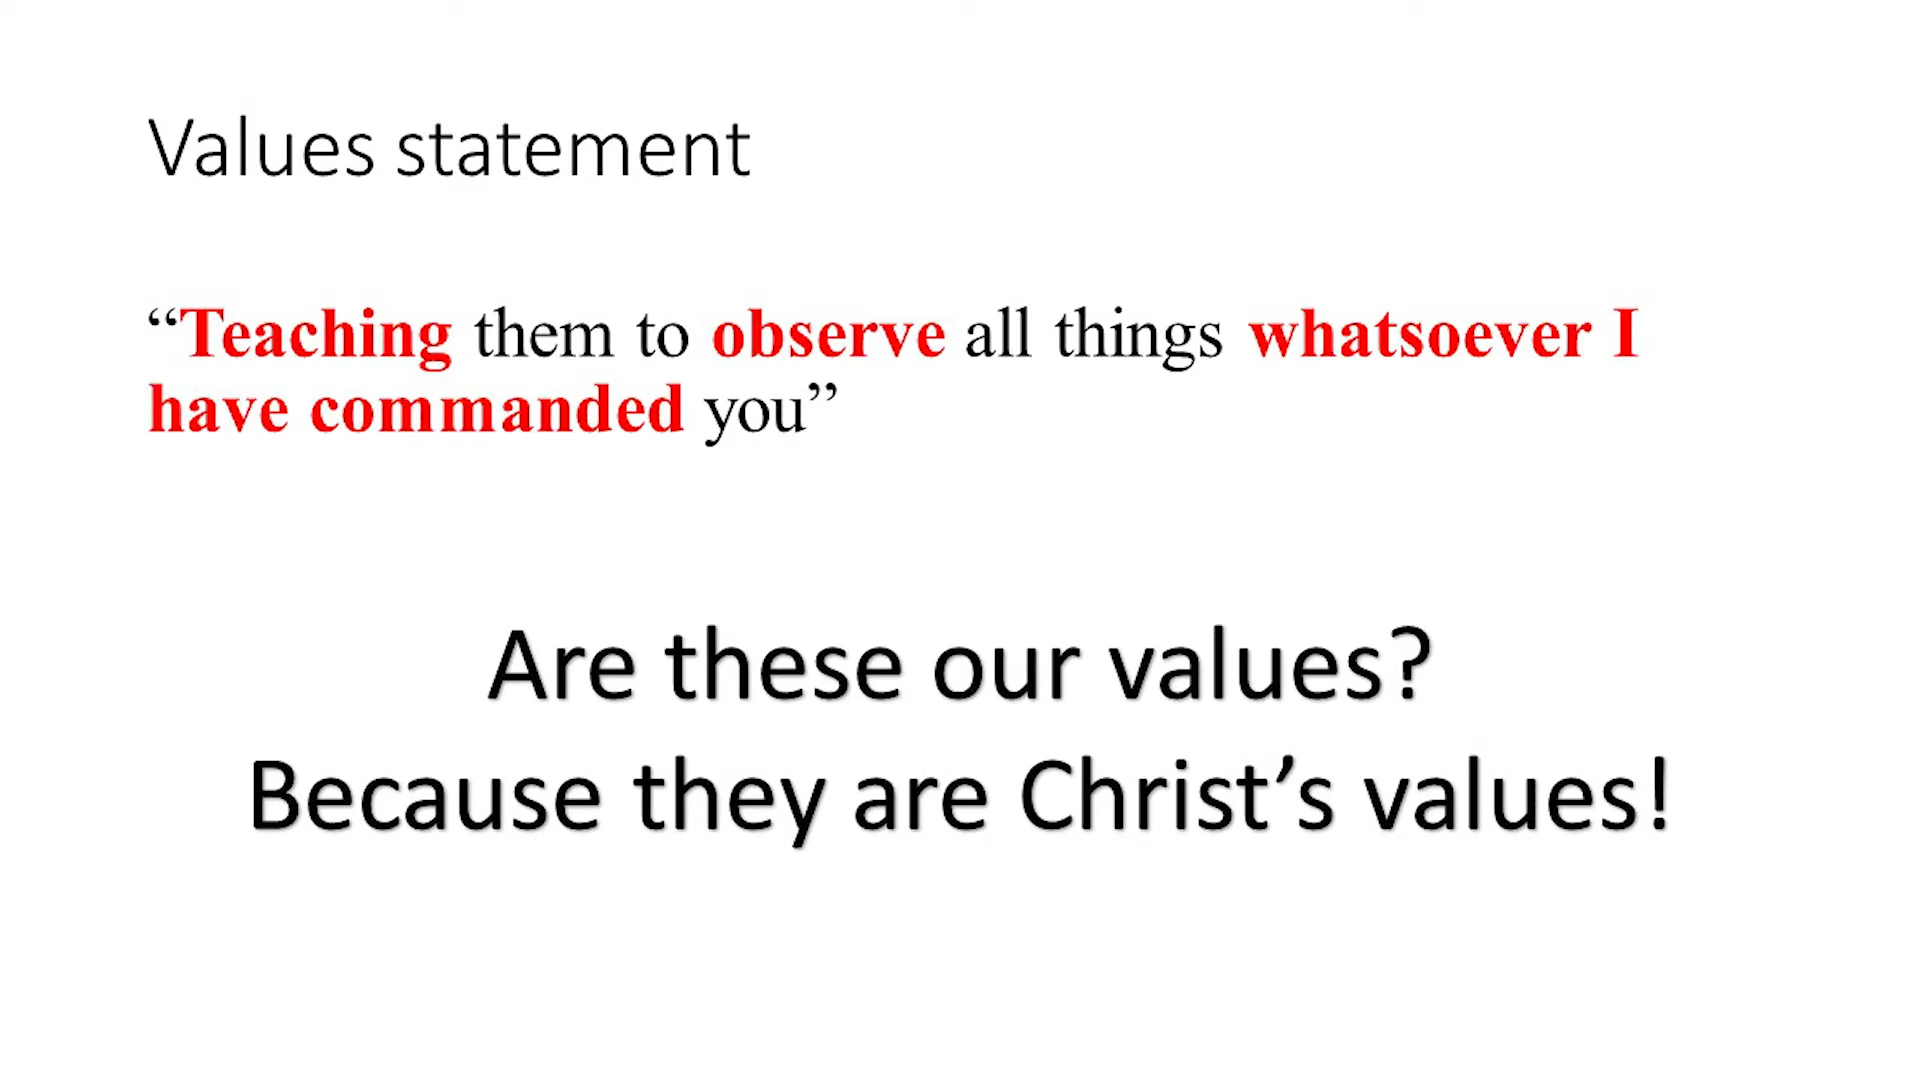 Values statement
“Teaching them to observe all things whatsoever I
have commanded you”
Are these our values?
Because they are Christ’s values!